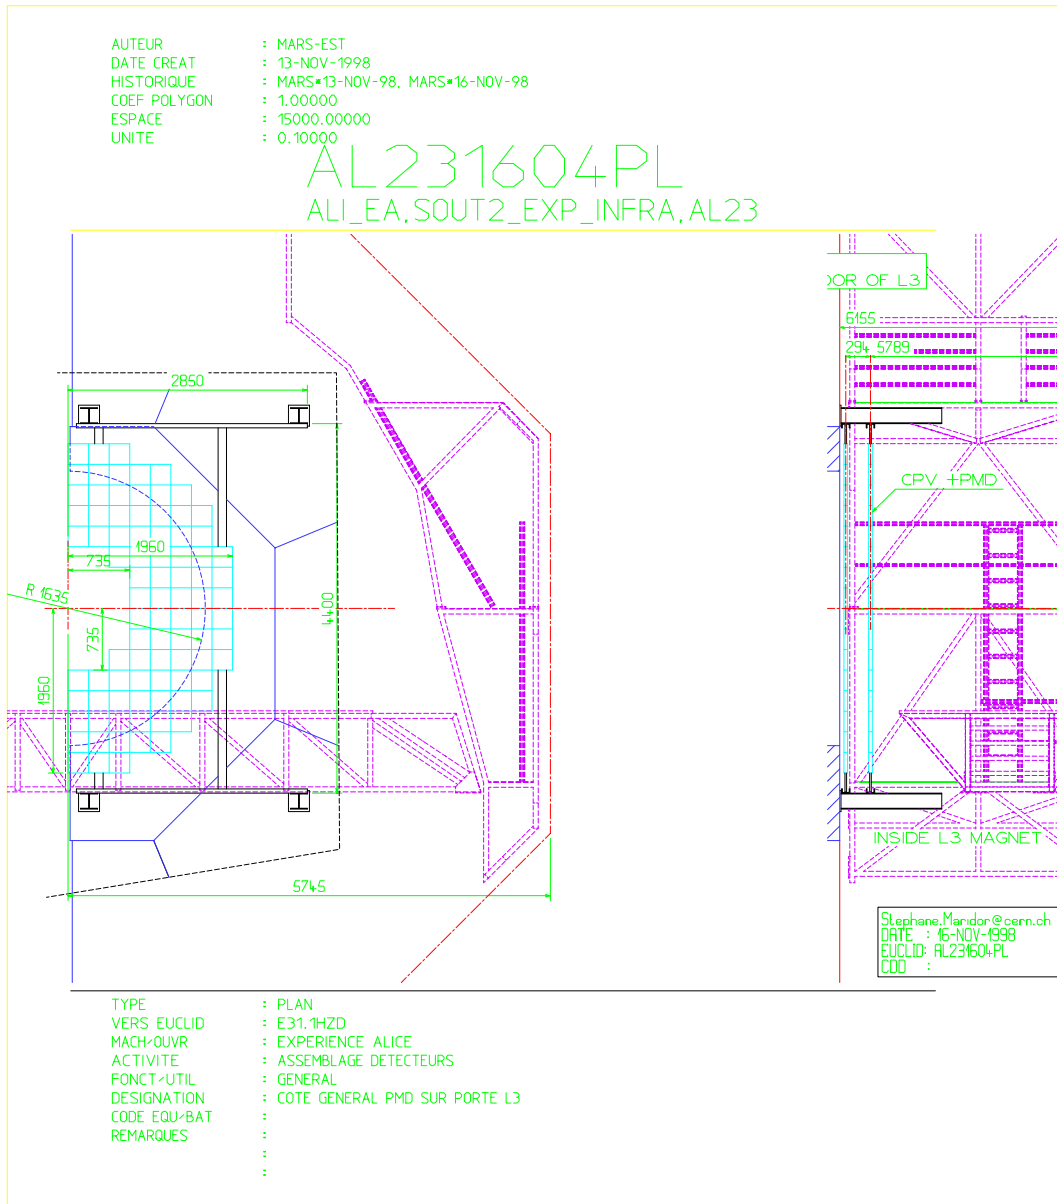 AUTEUR : MARS-EST
DATE CREAT : 13-NOV-1998
HISTORIQUE : MARS*13-NOV-98, MARS*16-NOV-98
COEF POLYGON : 1.00000
ESPACE : 15000.00000
UNITE : 0.10000
AL231604PL
ALI_EA,SOUT2_EXP_INFRA,AL23
OOR OF L3
6155
294 5789
2850
CPV +PMD
1960
735
R 1635
4400
735
1960
INSIDE L3 MAGNET
5745
Stephane.Maridor@cern.ch
DATE : 16-NOV-1998
EUCLID: AL231604PL
CDD :
TYPE : PLAN
VERS EUCLID : E31.1HZD
MACH/OUVR : EXPERIENCE ALICE
ACTIVITE : ASSEMBLAGE DETECTEURS
FONCT/UTIL : GENERAL
DESIGNATION : COTE GENERAL PMD SUR PORTE L3
CODE EQU/BAT :
REMARQUES :
:
: